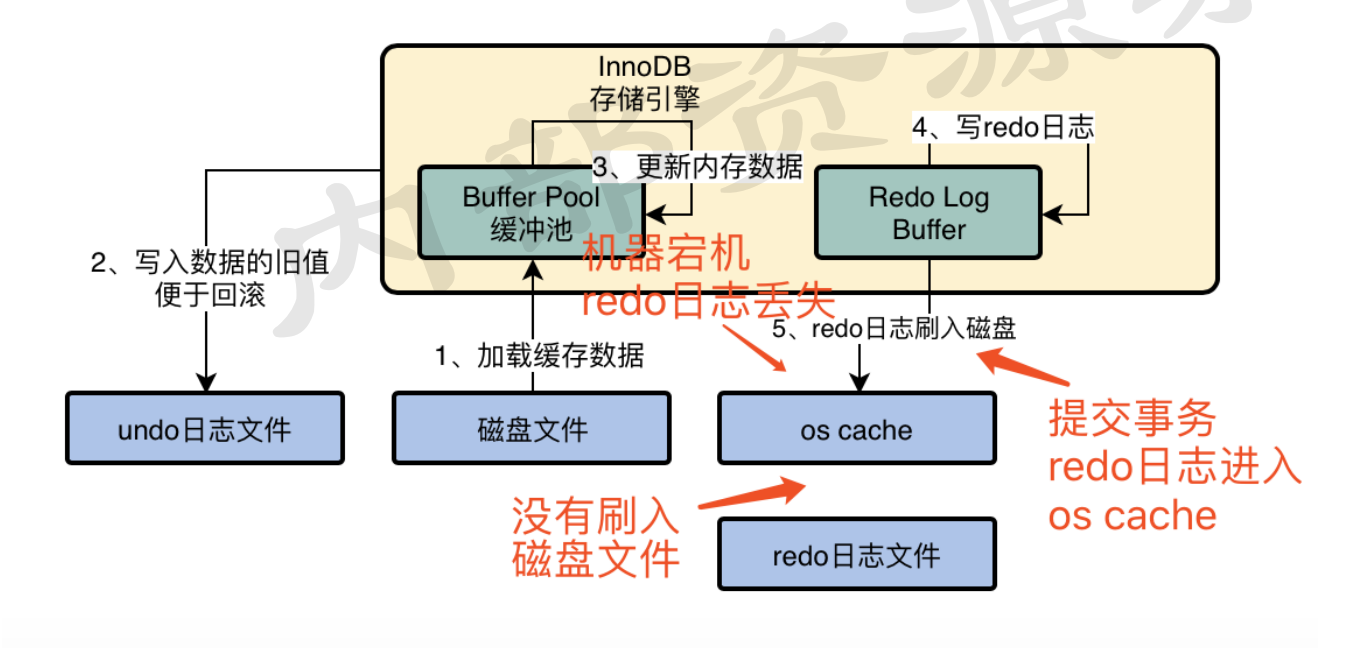 内部资源
InnoDB
存储引擎
4、写redo日志
3、更新内存数据
Buffer Pool
缓冲池
Redo Log
Buffer
2、写入数据的旧值
便于回滚
机器宕机
redo日志丢失
5、redo日志刷入磁盘
1、加载缓存数据
undo日志文件
磁盘文件
os cache
提交事务
redo日志进入
os cache
没有刷入
磁盘文件
redo日志文件